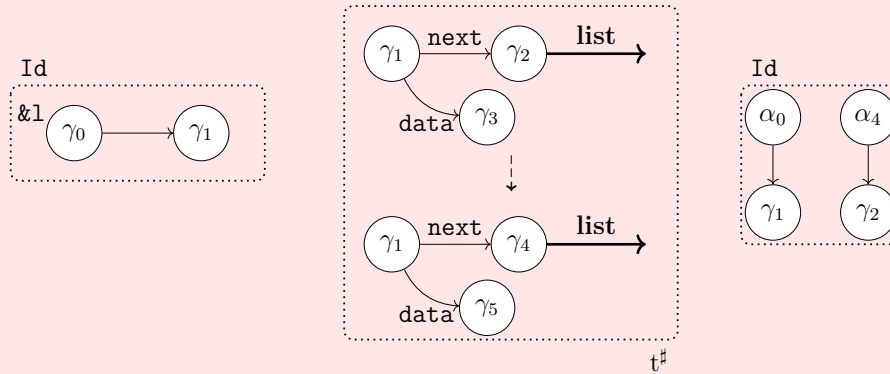 Id
&l γ₀ γ₁
γ₁ next γ₂ list
data γ₃
γ₁ next γ₄ list
data γ₅
t♯
Id
α₀ α₄
γ₁ γ₂